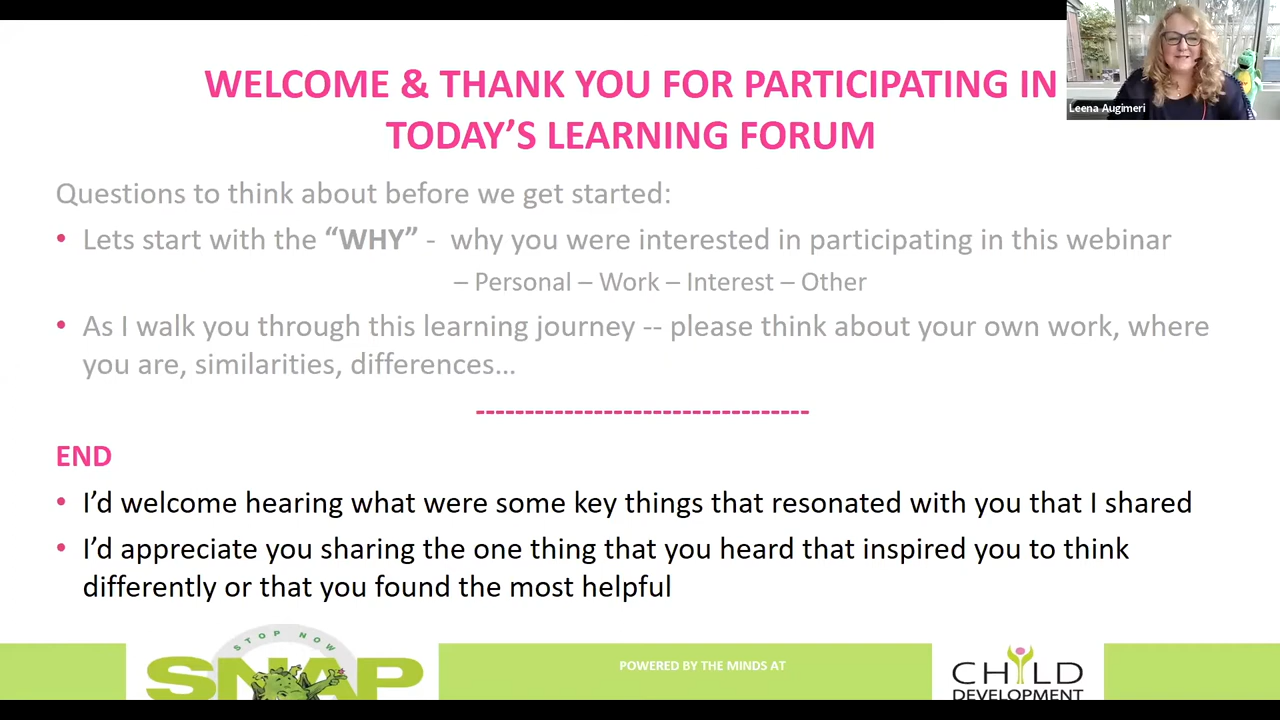 WELCOME & THANK YOU FOR PARTICIPATING IN
TODAY'S LEARNING FORUM
Leena Augimeri
Questions to think about before we get started:
• Lets start with the “WHY” - why you were interested in participating in this webinar
– Personal – Work – Interest – Other
• As I walk you through this learning journey -- please think about your own work, where
you are, similarities, differences…
----------------------------------
END
• I’d welcome hearing what were some key things that resonated with you that I shared
• I’d appreciate you sharing the one thing that you heard that inspired you to think
differently or that you found the most helpful
STOP NOW
SNAP
POWERED BY THE MINDS AT
CHILD
DEVELOPMENT